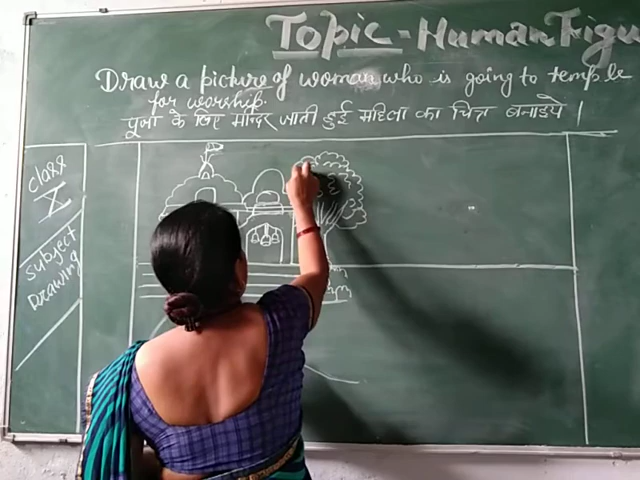 Topic - Human Figu
Draw a picture of woman who is going to temple
for worship.
पूजा के लिए मन्दिर जाती हुई महिला का चित्र बनाइये।
Class
X
Subject
Drawing